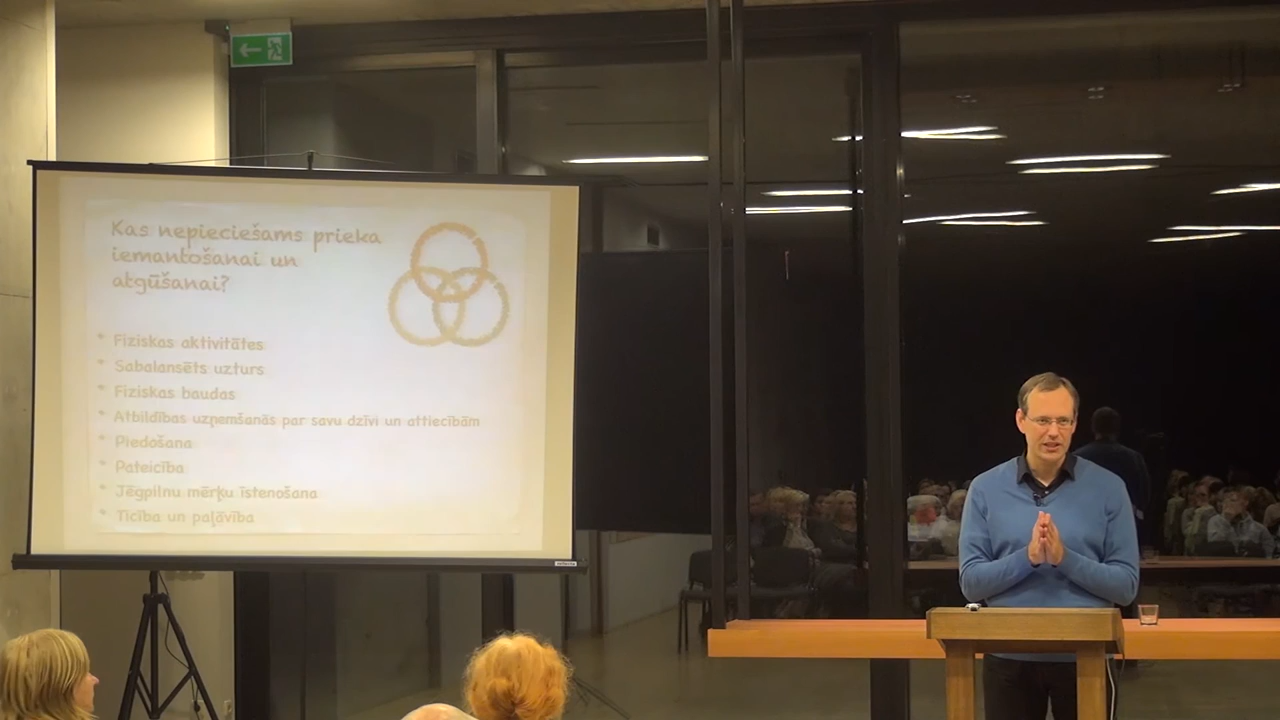 Kas nepieciešams prieka
iemantošanai un
atgūšanai?
* Fiziskas aktivitātes
* Sabalansēts uzturs
* Fiziskas baudas
* Atbildības uzņemšanās par savu dzīvi un attiecībām
* Piedošana
* Pateicība
* Jēgpilnu mērķu īstenošana
* Ticība un paļāvība